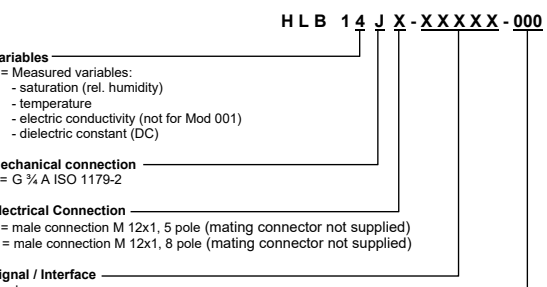 HLB 14 J X - X X X X X - 000
ariables
= Measured variables:
- saturation (rel. humidity)
- temperature
- electric conductivity (not for Mod 001)
- dielectric constant (DC)
echanical connection
= G ¾ A ISO 1179-2
lectrical Connection
= male connection M 12x1, 5 pole (mating connector not supplied)
= male connection M 12x1, 8 pole (mating connector not supplied)
ignal / Interface